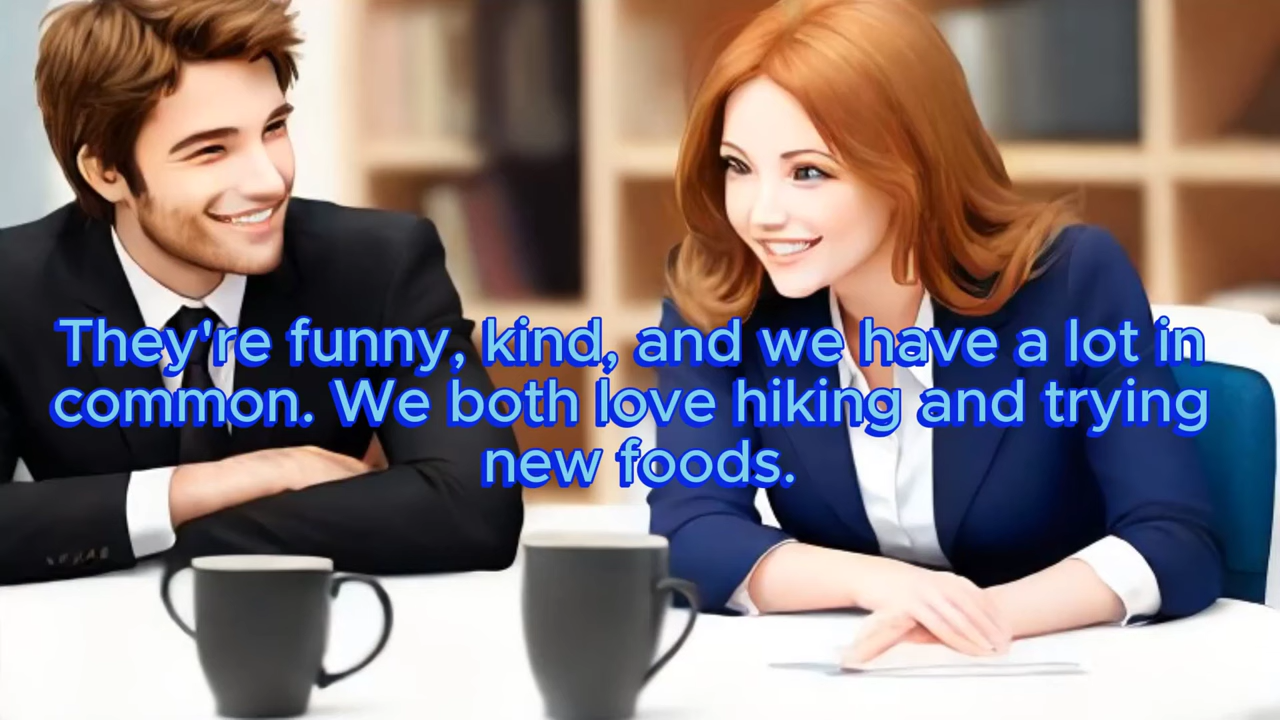 They're funny, kind, and we have a lot in
common. We both love hiking and trying
new foods.